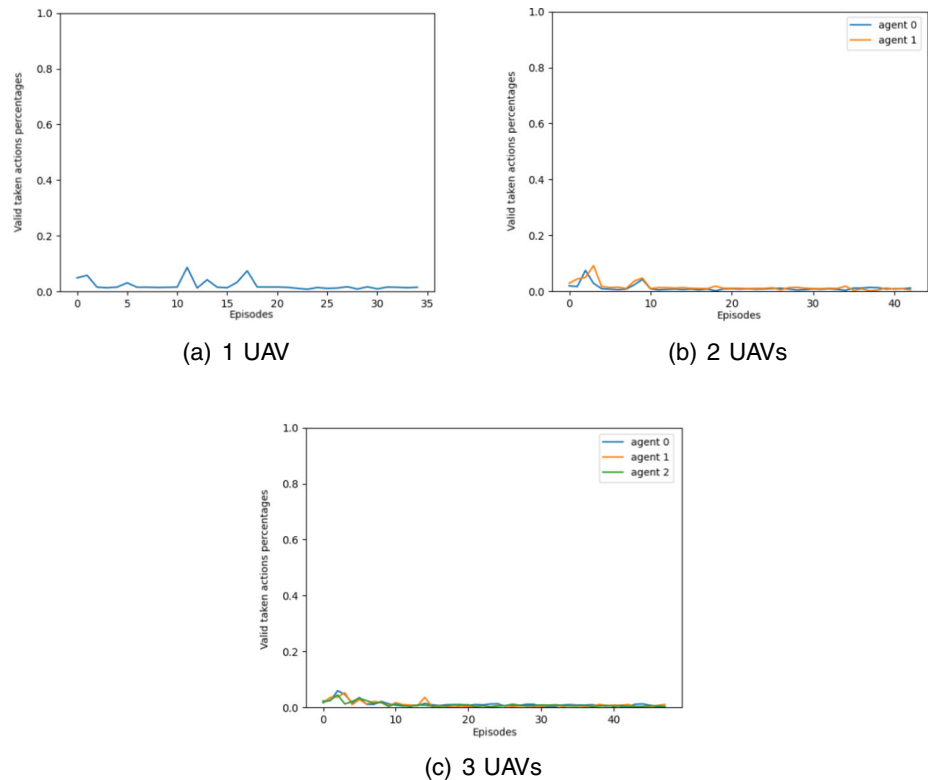 1.0
0.8
0.6
0.4
0.2
0.0
Valid taken actions percentages
0 5 10 15 20 25 30 35
Episodes
(a) 1 UAV
1.0
0.8
0.6
0.4
0.2
0.0
Valid taken actions percentages
agent 0
agent 1
0 10 20 30 40
Episodes
(b) 2 UAVs
1.0
0.8
0.6
0.4
0.2
0.0
Valid taken actions percentages
agent 0
agent 1
agent 2
0 10 20 30 40
Episodes
(c) 3 UAVs